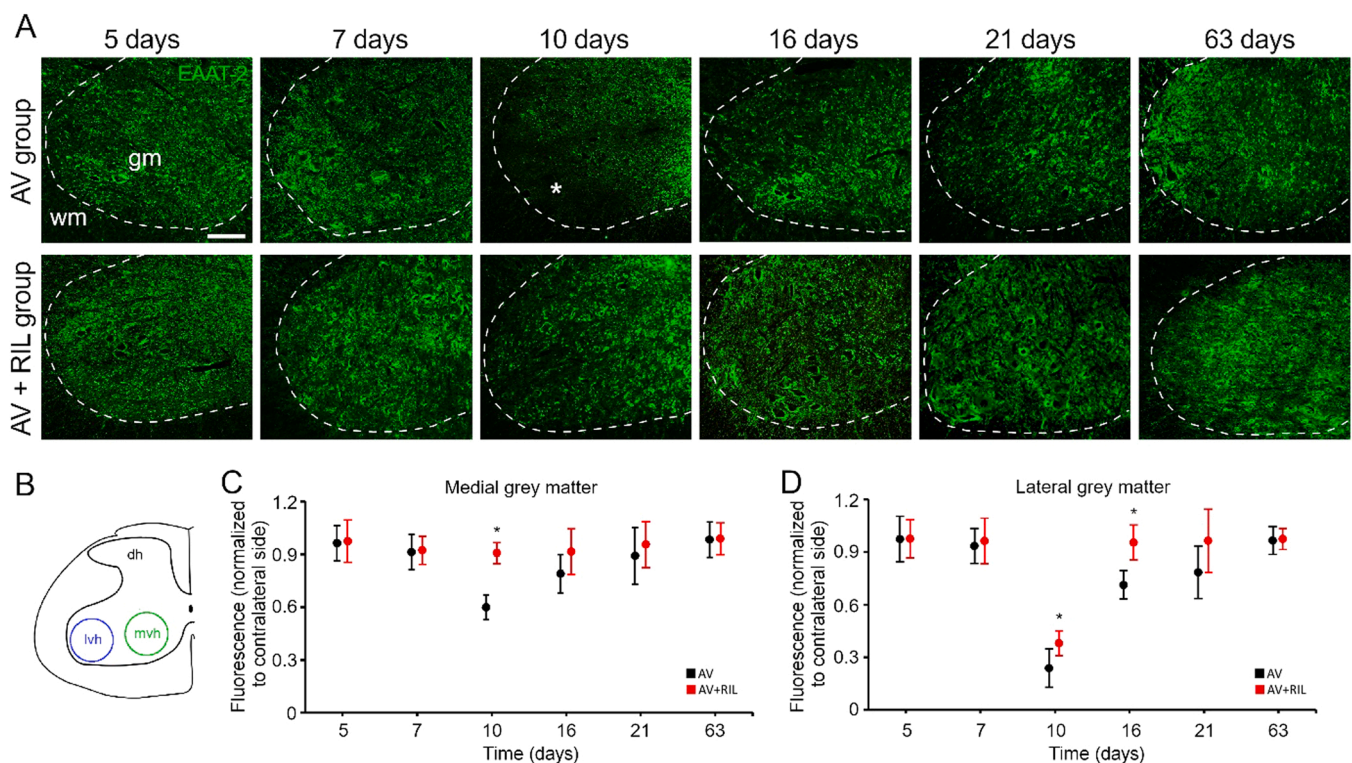 A
5 days
7 days
10 days
16 days
21 days
63 days
AV group
EAAT-2
gm
wm
*
AV + RIL group
B
dh
lvh
mvh
C
Medial grey matter
Fluorescence (normalized
to contralateral side)
1.2
0.9
0.6
0.3
0
*
AV
AV+RIL
5
7
10
16
21
63
Time (days)
D
Lateral grey matter
Fluorescence (normalized
to contralateral side)
1.2
0.9
0.6
0.3
0
*
*
AV
AV+RIL
5
7
10
16
21
63
Time (days)